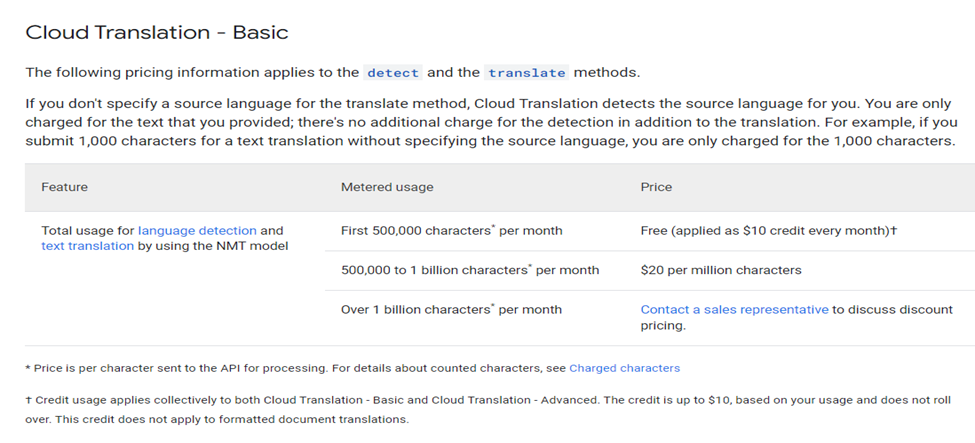 Cloud Translation - Basic
The following pricing information applies to the detect and the translate methods.
If you don't specify a source language for the translate method, Cloud Translation detects the source language for you. You are only
charged for the text that you provided; there's no additional charge for the detection in addition to the translation. For example, if you
submit 1,000 characters for a text translation without specifying the source language, you are only charged for the 1,000 characters.
Feature Metered usage Price
Total usage for language detection and
text translation by using the NMT model
First 500,000 characters* per month Free (applied as $10 credit every month)†
500,000 to 1 billion characters* per month $20 per million characters
Over 1 billion characters* per month Contact a sales representative to discuss discount
pricing.
* Price is per character sent to the API for processing. For details about counted characters, see Charged characters
† Credit usage applies collectively to both Cloud Translation - Basic and Cloud Translation - Advanced. The credit is up to $10, based on your usage and does not roll
over. This credit does not apply to formatted document translations.